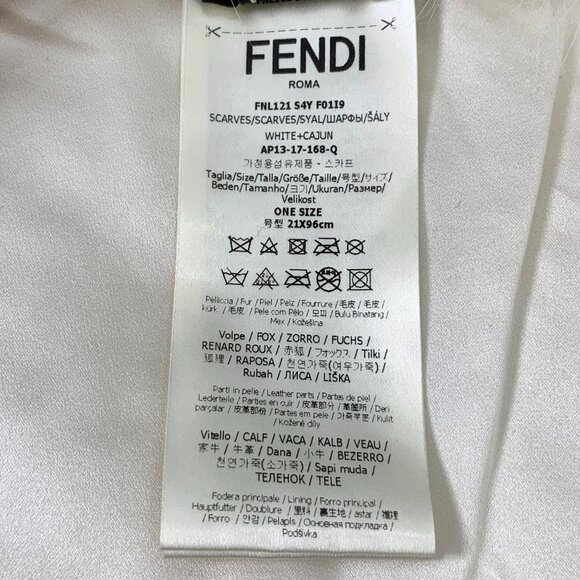 FENDI
ROMA
FNL121 S4Y F01I9
SCARVES/SCARVES/SYAL/ШАРФЫ/ŠÁLY
WHITE+CAJUN
AP13-17-168-Q
가정용섬유제품 - 스카프
Taglia/Size/Talla/Größe/Taille/号型/サイズ/
Beden/Tamanho/크기/Ukuran/Размер/
Velikost
ONE SIZE
号型 21X96cm
Pelliccia / Fur / Piel / Pelz / Fourrure / 毛皮 / 毛皮 /
kürk / 毛皮 / Pele com Pêlo / 모피 / Bulu Binatang /
Мех / Kožešina
Volpe / FOX / ZORRO / FUCHS /
RENARD ROUX / 赤狐 / フォックス / Tilki /
狐狸 / RAPOSA / 천연가죽(여우가죽) /
Rubah / ЛИСА / LIŠKA
Parti in pelle / Leather parts / Partes de piel /
Lederteile / Parties en cuir / 皮革部分 / 革箇所 / Deri
parçalar / 皮革部份 / Partes em pele / 가죽부분 / Kulit
/ Kožené díly
Vitello / CALF / VACA / KALB / VEAU /
家牛 / 牛革 / Dana / 小牛 / BEZERRO /
천연가죽(소가죽) / Sapi muda /
ТЕЛЕНОК / TELE
Fodera principale / Lining / Forro principal /
Hauptfutter / Doublure / 里料 / 裏主地 / astar / 襯裡
/ Forro / 안감 / Pelapis / Основная подкладка /
Podšívka